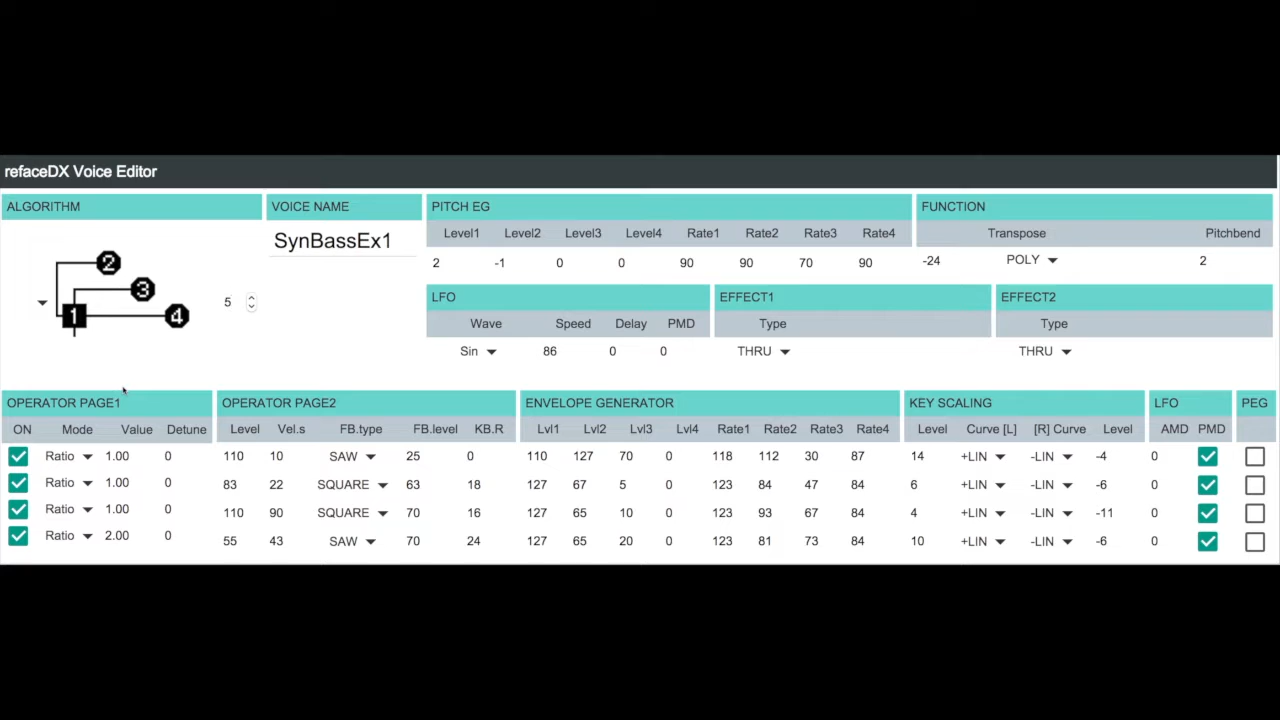 refaceDX Voice Editor
ALGORITHM
2
3
1 4
5
VOICE NAME
SynBassEx1
PITCH EG
Level1 Level2 Level3 Level4 Rate1 Rate2 Rate3 Rate4
2 -1 0 0 90 90 70 90
FUNCTION
Transpose Pitchbend
-24 POLY 2
LFO
Wave Speed Delay PMD
Sin 86 0 0
EFFECT1
Type
THRU
EFFECT2
Type
THRU
OPERATOR PAGE1 OPERATOR PAGE2 ENVELOPE GENERATOR KEY SCALING LFO PEG
ON Mode Value Detune Level Vel.s FB.type FB.level KB.R Lvl1 Lvl2 Lvl3 Lvl4 Rate1 Rate2 Rate3 Rate4 Level Curve [L] [R] Curve Level AMD PMD
Ratio 1.00 0 110 10 SAW 25 0 110 127 70 0 118 112 30 87 14 +LIN -LIN -4 0
Ratio 1.00 0 83 22 SQUARE 63 18 127 67 5 0 123 84 47 84 6 +LIN -LIN -6 0
Ratio 1.00 0 110 90 SQUARE 70 16 127 65 10 0 123 93 67 84 4 +LIN -LIN -11 0
Ratio 2.00 0 55 43 SAW 70 24 127 65 20 0 123 81 73 84 10 +LIN -LIN -6 0